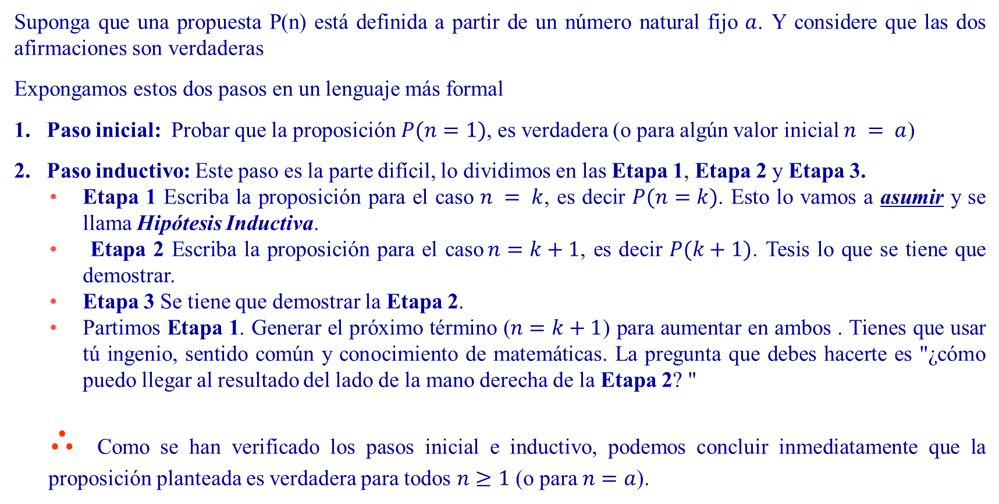 Suponga que una propuesta P(n) está definida a partir de un número natural fijo a. Y considere que las dos
afirmaciones son verdaderas
Expongamos estos dos pasos en un lenguaje más formal
1. Paso inicial: Probar que la proposición P(n = 1), es verdadera (o para algún valor inicial n = a)
2. Paso inductivo: Este paso es la parte difícil, lo dividimos en las Etapa 1, Etapa 2 y Etapa 3.
• Etapa 1 Escriba la proposición para el caso n = k, es decir P(n = k). Esto lo vamos a asumir y se
llama Hipótesis Inductiva.
• Etapa 2 Escriba la proposición para el caso n = k + 1, es decir P(k + 1). Tesis lo que se tiene que
demostrar.
• Etapa 3 Se tiene que demostrar la Etapa 2.
• Partimos Etapa 1. Generar el próximo término (n = k + 1) para aumentar en ambos . Tienes que usar
tú ingenio, sentido común y conocimiento de matemáticas. La pregunta que debes hacerte es "¿cómo
puedo llegar al resultado del lado de la mano derecha de la Etapa 2? "
∴ Como se han verificado los pasos inicial e inductivo, podemos concluir inmediatamente que la
proposición planteada es verdadera para todos n ≥ 1 (o para n = a).